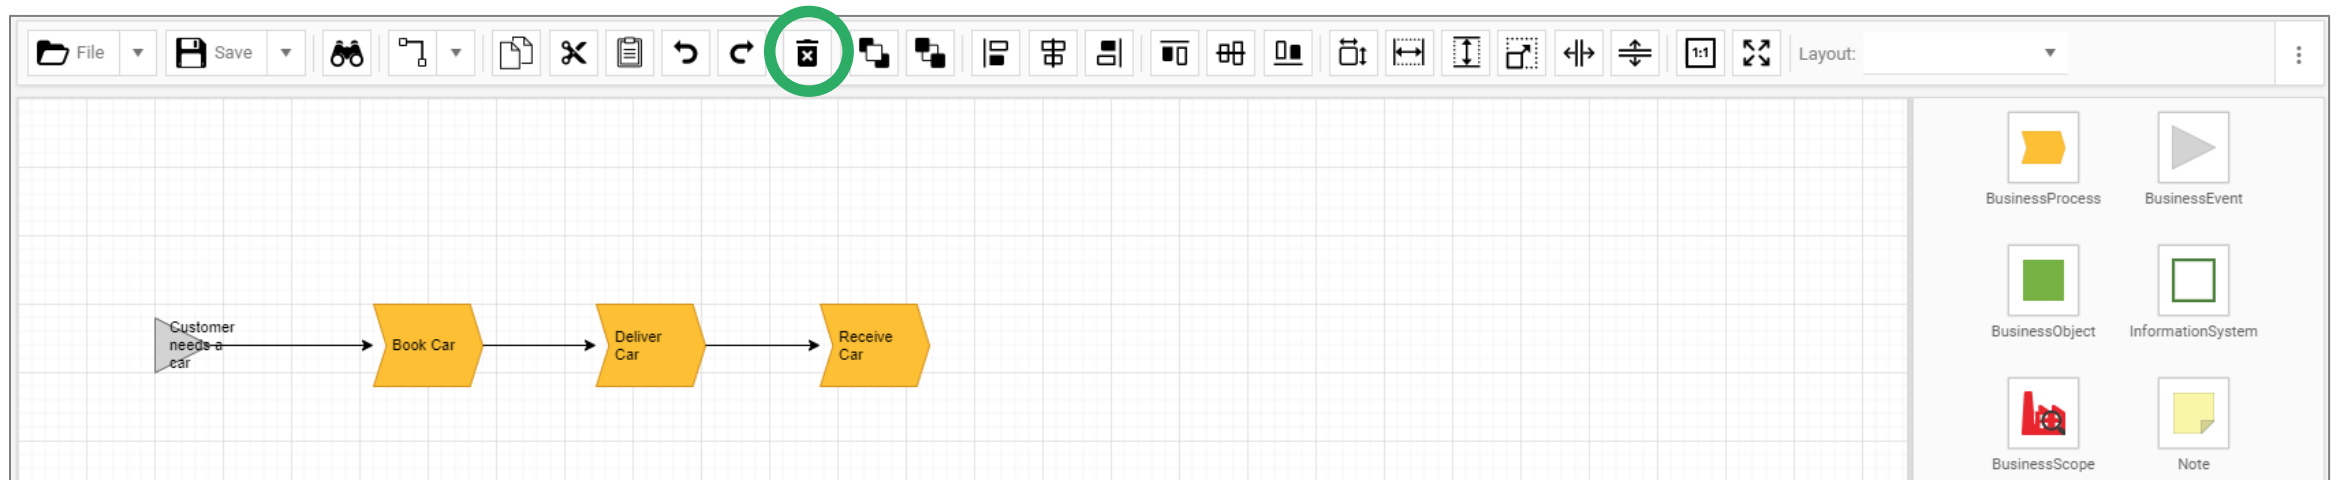 File
Save
1:1
Layout:
BusinessProcess
BusinessEvent
BusinessObject
InformationSystem
BusinessScope
Note
Customer
needs a
car
Book Car
Deliver
Car
Receive
Car